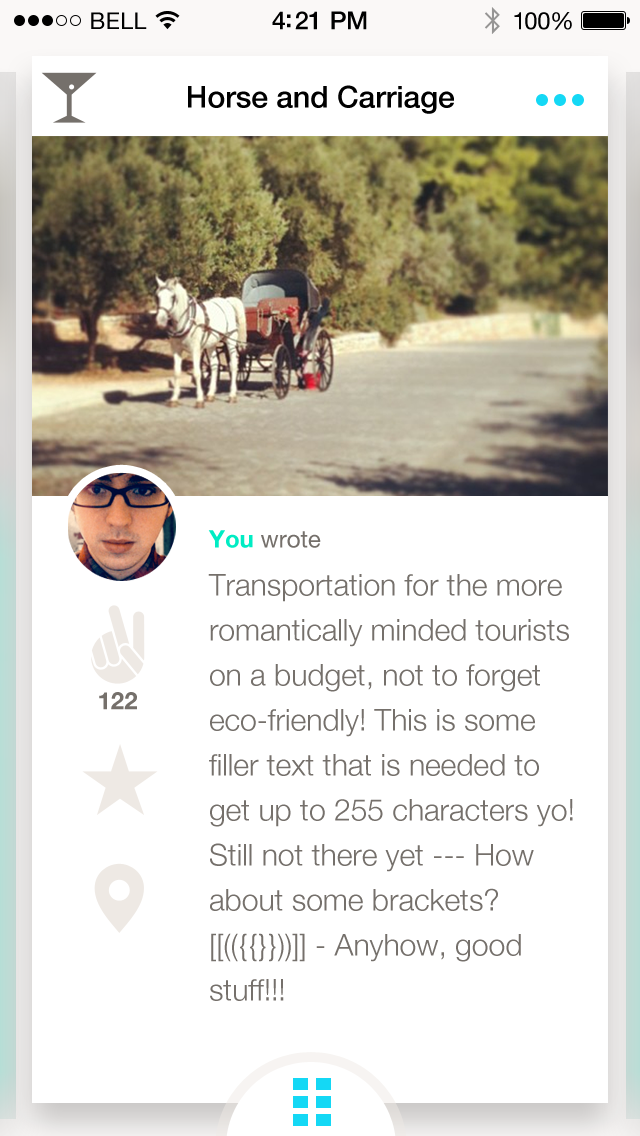 BELL 4:21 PM 100%
Horse and Carriage
You wrote
Transportation for the more
romantically minded tourists
on a budget, not to forget
eco-friendly! This is some
filler text that is needed to
get up to 255 characters yo!
Still not there yet --- How
about some brackets?
[[(({{}}))]] - Anyhow, good
stuff!!!
122